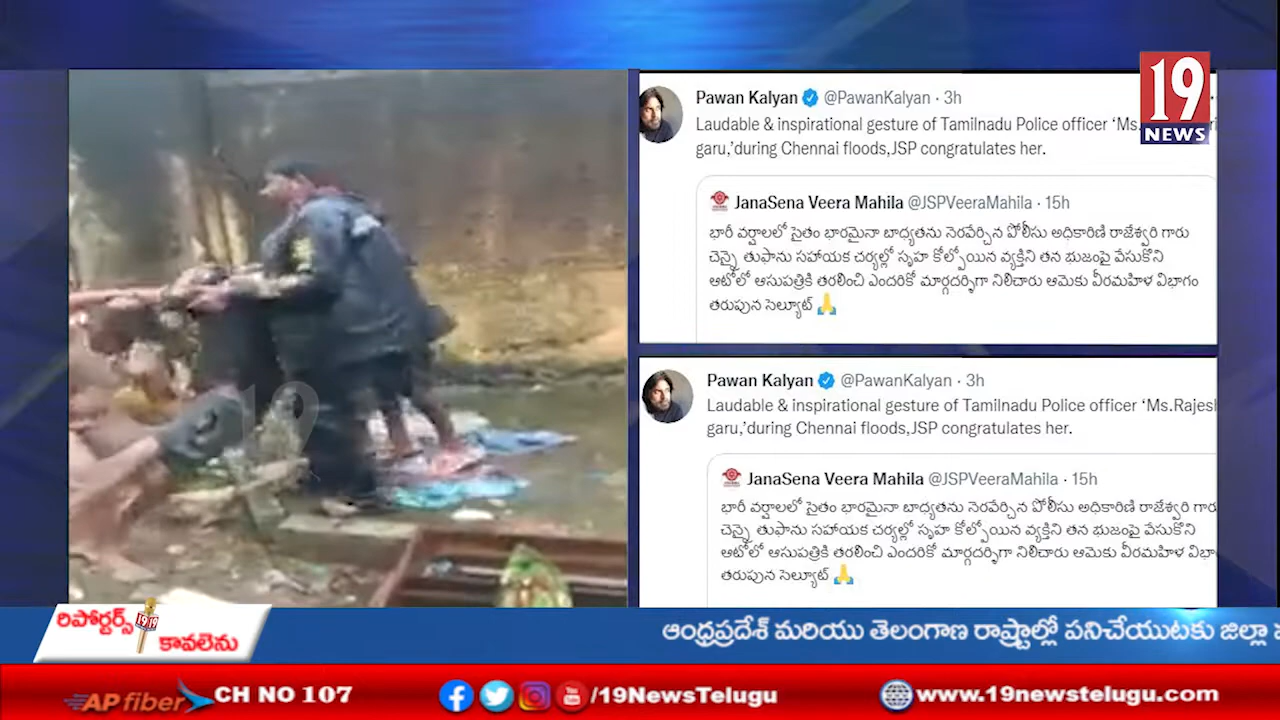 19
NEWS
Pawan Kalyan @PawanKalyan · 3h
Laudable & inspirational gesture of Tamilnadu Police officer ‘Ms.
garu,’during Chennai floods,JSP congratulates her.
JanaSena Veera Mahila @JSPVeeraMahila · 15h
భారీ వర్షాలలో సైతం భారమైనా బాద్యతను నెరవేర్చిన పోలీసు అధికారిణి రాజేశ్వరి గారు
చెన్నై తుఫాను సహాయక చర్యల్లో సృహ కోల్పోయిన వ్యక్తిని తన భుజంపై వేసుకొని
ఆటోలో ఆసుపత్రికి తరలించి ఎందరికో మార్గదర్శిగా నిలిచారు ఆమెకు వీరమహిళ విభాగం
తరుపున సెల్యూట్ 🙏
Pawan Kalyan @PawanKalyan · 3h
Laudable & inspirational gesture of Tamilnadu Police officer ‘Ms.Rajesh
garu,’during Chennai floods,JSP congratulates her.
JanaSena Veera Mahila @JSPVeeraMahila · 15h
భారీ వర్షాలలో సైతం భారమైనా బాద్యతను నెరవేర్చిన పోలీసు అధికారిణి రాజేశ్వరి గారు
చెన్నై తుఫాను సహాయక చర్యల్లో సృహ కోల్పోయిన వ్యక్తిని తన భుజంపై వేసుకొని
ఆటోలో ఆసుపత్రికి తరలించి ఎందరికో మార్గదర్శిగా నిలిచారు ఆమెకు వీరమహిళ విభా
తరుపున సెల్యూట్ 🙏
19
రిపోర్టర్స్ 19 19
కావలెను
ఆంధ్రప్రదేశ్ మరియు తెలంగాణ రాష్ట్రాల్లో పనిచేయుటకు జిల్లా
AP fiber CH NO 107
/19NewsTelugu
www.19newstelugu.com